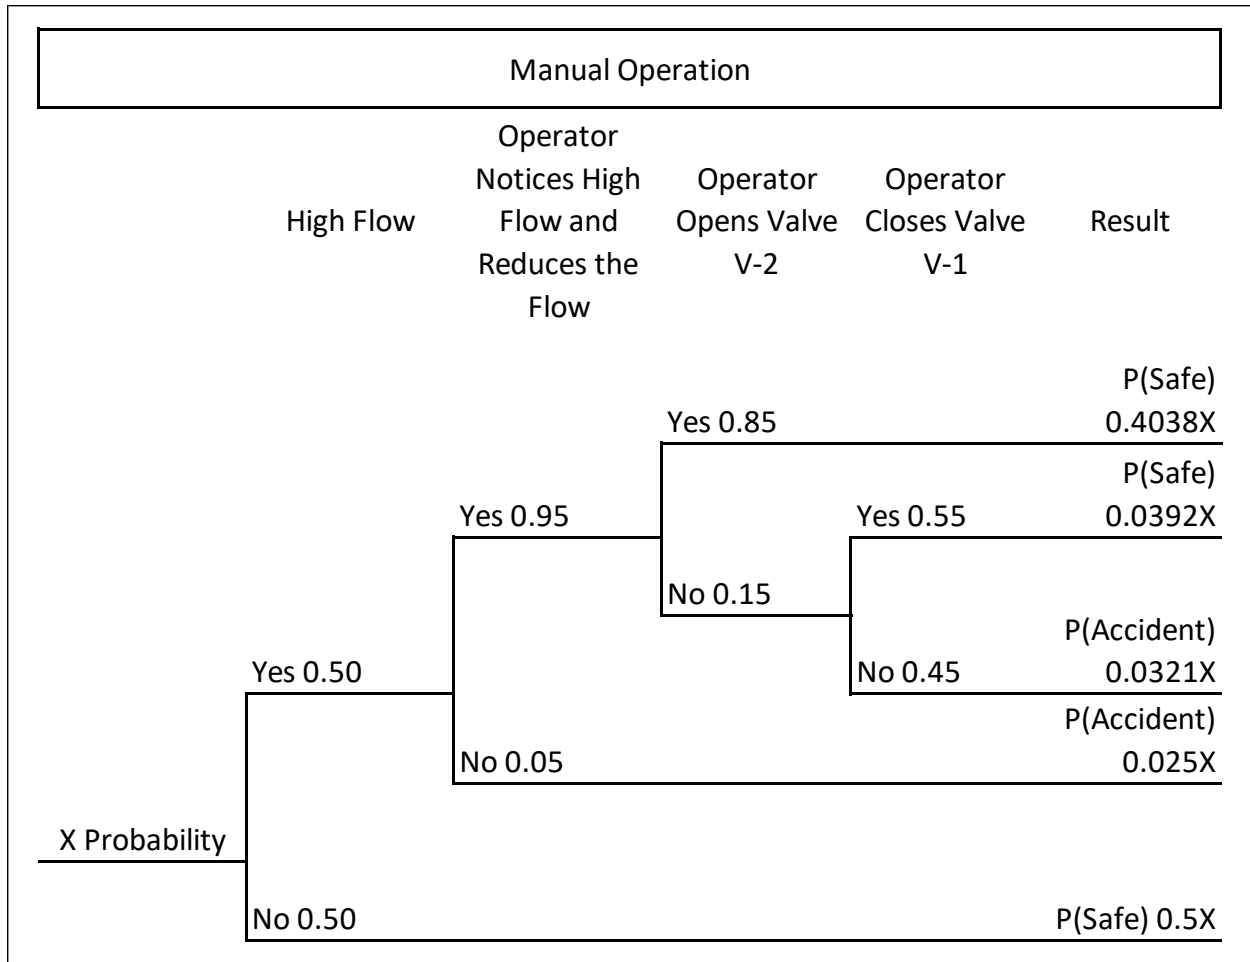 Manual Operation
High Flow
Operator
Notices High
Flow and
Reduces the
Flow
Operator
Opens Valve
V-2
Operator
Closes Valve
V-1
Result
P(Safe)
Yes 0.85
0.4038X
P(Safe)
Yes 0.95
Yes 0.55
0.0392X
No 0.15
P(Accident)
Yes 0.50
No 0.45
0.0321X
P(Accident)
No 0.05
0.025X
X Probability
No 0.50
P(Safe) 0.5X